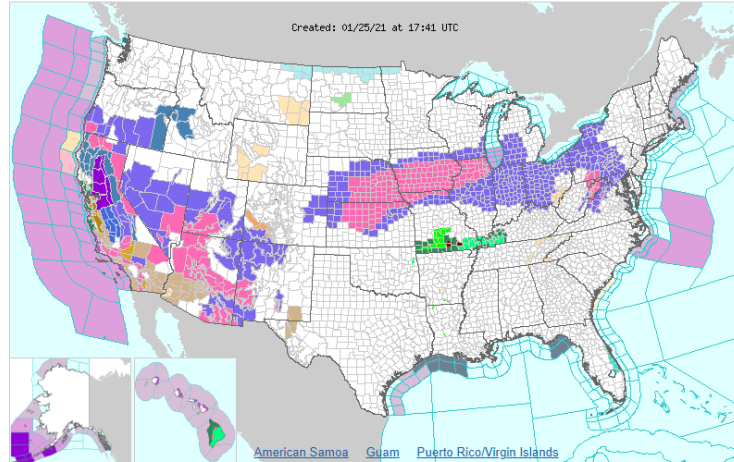 Created: 01/25/21 at 17:41 UTC
American Samoa Guam Puerto Rico/Virgin Islands